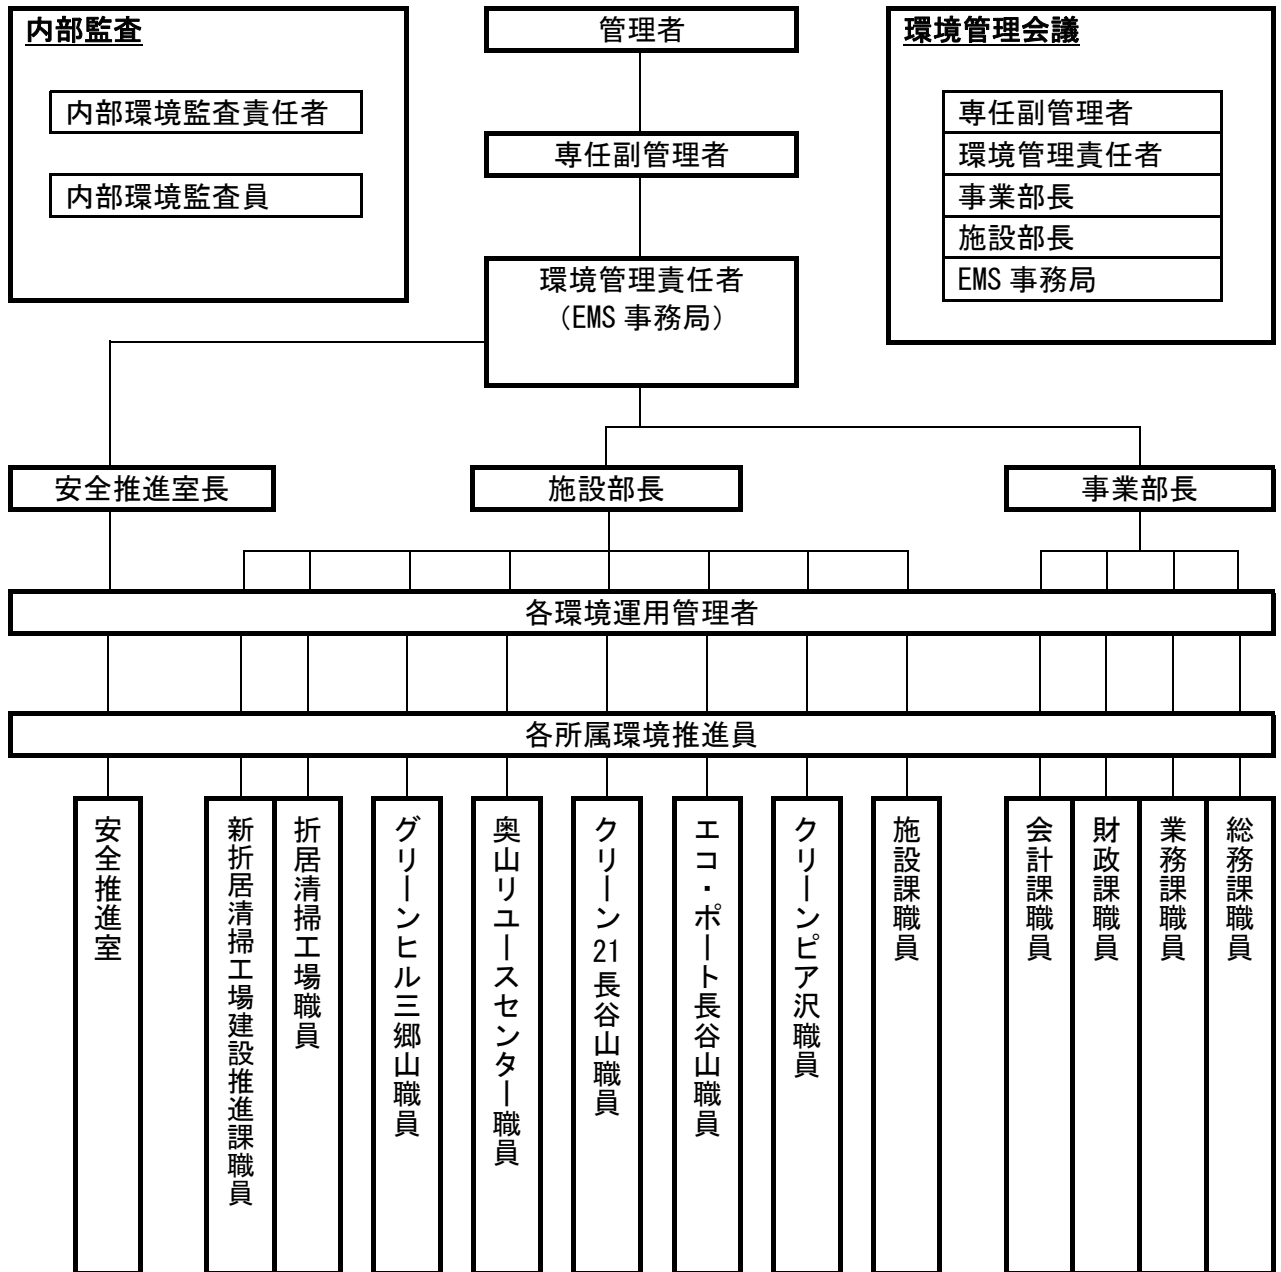 内部監査
内部環境監査責任者
内部環境監査員
管理者
専任副管理者
環境管理責任者
（EMS 事務局）
環境管理会議
専任副管理者
環境管理責任者
事業部長
施設部長
EMS 事務局
安全推進室長
施設部長
事業部長
各環境運用管理者
各所属環境推進員
安全推進室
新折居清掃工場建設推進課職員
折居清掃工場職員
グリーンヒル三郷山職員
奥山リユースセンター職員
クリーン21長谷山職員
エコ・ポート長谷山職員
クリーンピア沢職員
施設課職員
会計課職員
財政課職員
業務課職員
総務課職員